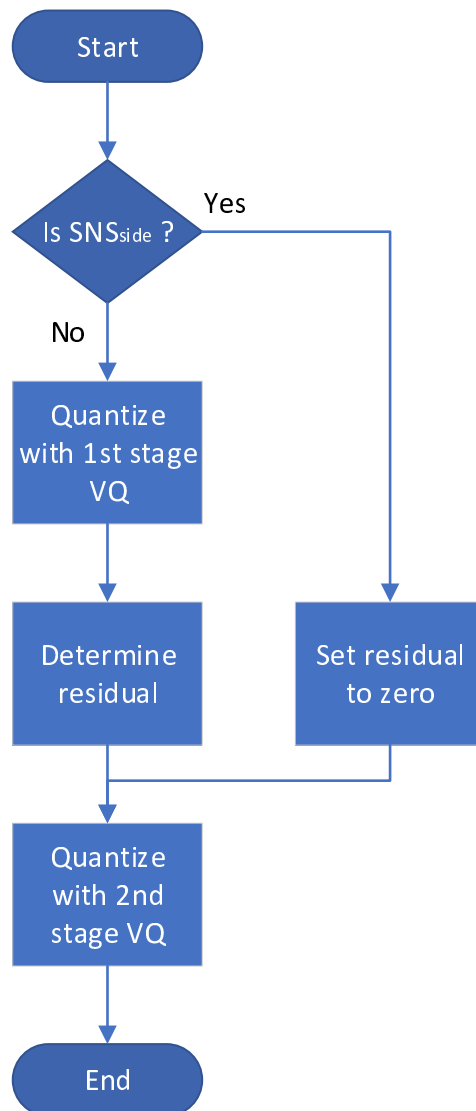 Start
Is SNSside ?
Yes
No
Quantize
with 1st stage
VQ
Determine
residual
Set residual
to zero
Quantize
with 2nd
stage VQ
End